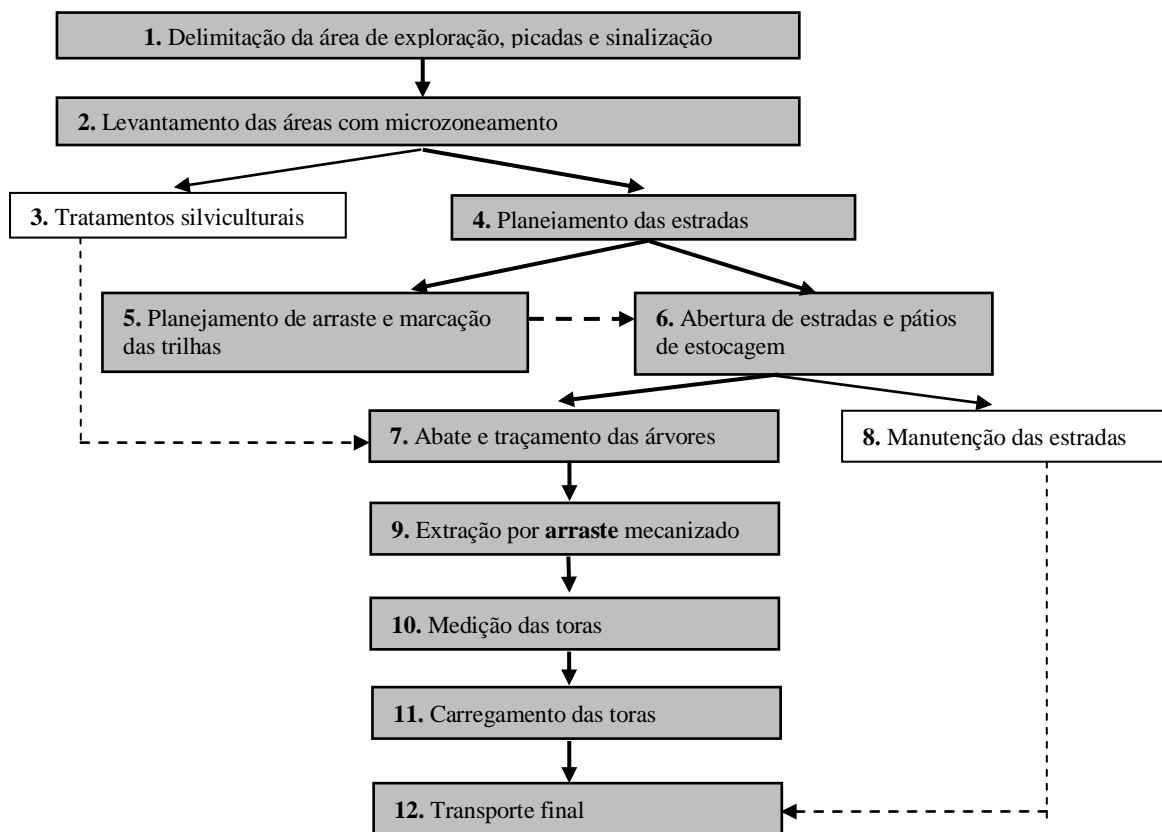 1. Delimitação da área de exploração, picadas e sinalização
2. Levantamento das áreas com microzoneamento
3. Tratamentos silviculturais
4. Planejamento das estradas
5. Planejamento de arraste e marcação
das trilhas
6. Abertura de estradas e pátios
de estocagem
7. Abate e traçamento das árvores
8. Manutenção das estradas
9. Extração por arraste mecanizado
10. Medição das toras
11. Carregamento das toras
12. Transporte final